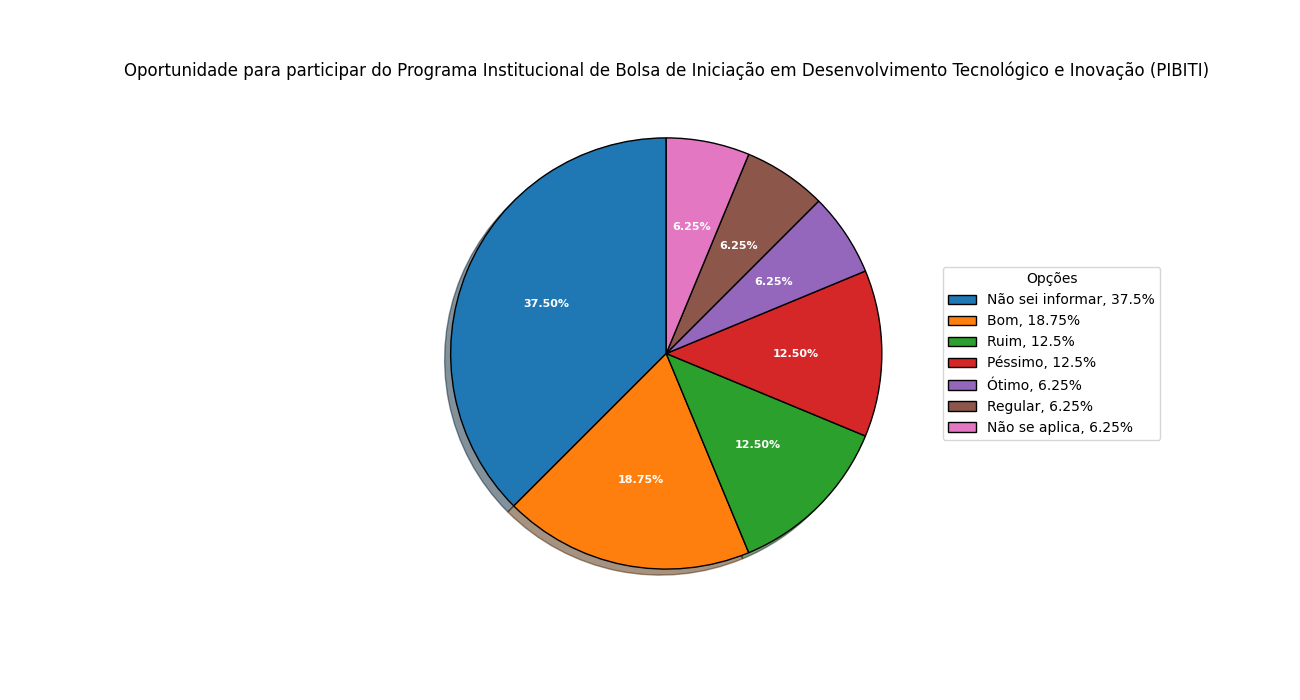 Oportunidade para participar do Programa Institucional de Bolsa de Iniciação em Desenvolvimento Tecnológico e Inovação (PIBITI)
6.25%
6.25%
6.25%
37.50%
12.50%
12.50%
18.75%
Opções
Não sei informar, 37.5%
Bom, 18.75%
Ruim, 12.5%
Péssimo, 12.5%
Ótimo, 6.25%
Regular, 6.25%
Não se aplica, 6.25%